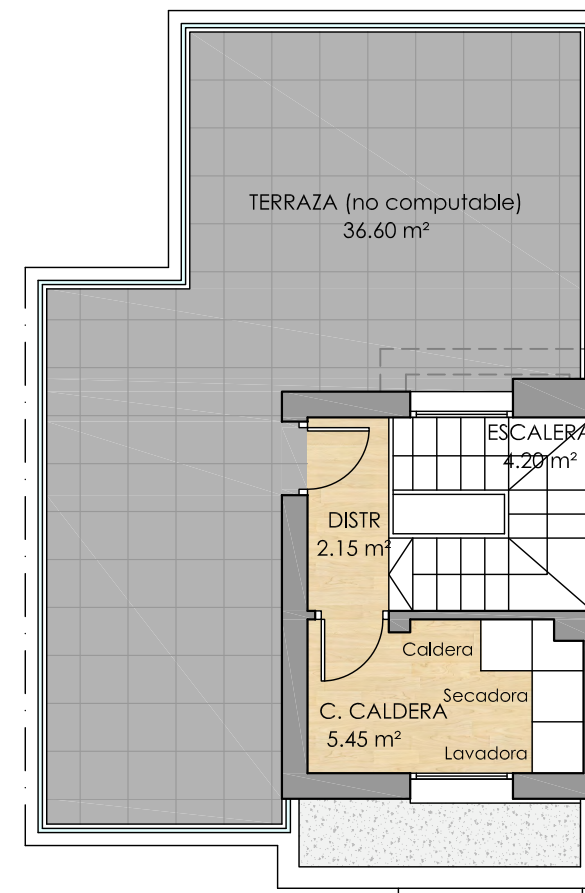 TERRAZA (no computable)
36.60 m²
ESCALERA
4.20 m²
DISTR
2.15 m²
Caldera
Secadora
C. CALDERA
5.45 m²
Lavadora